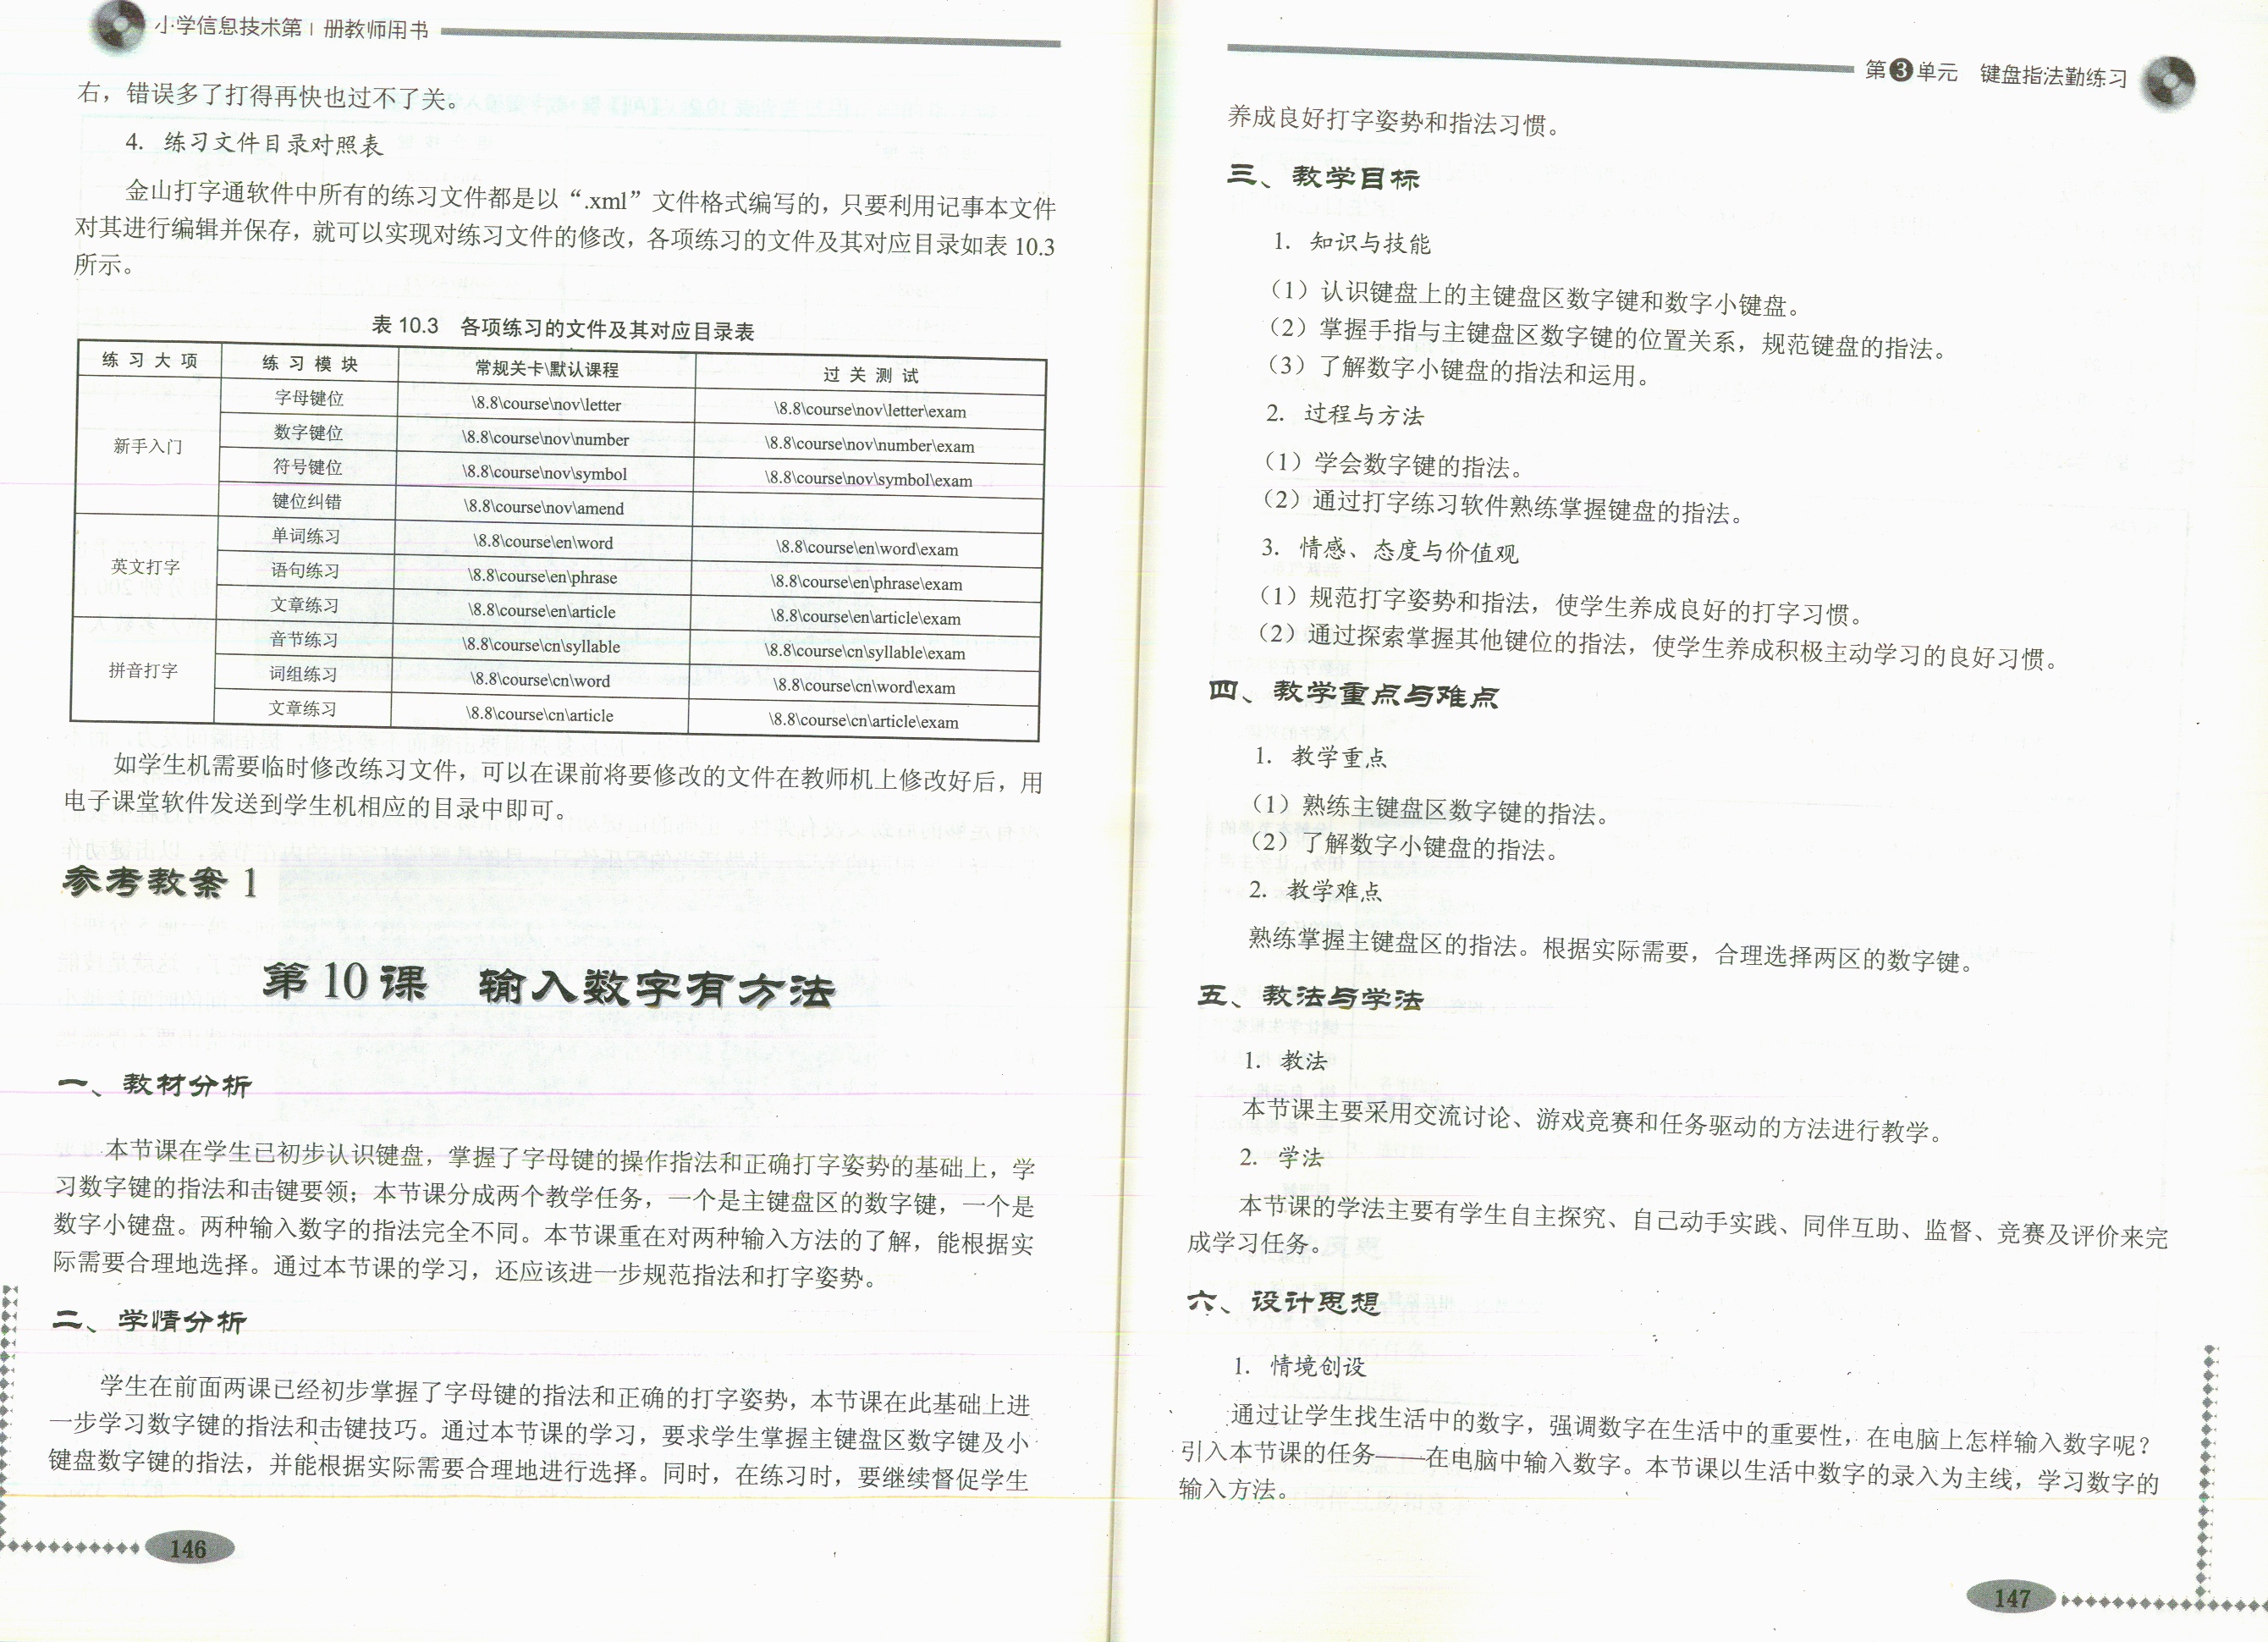 小学信息技术第1册教师用书
右，错误多了打得再快也过不了关。
4. 练习文件目录对照表
金山打字通软件中所有的练习文件都是以“.xml”文件格式编写的，只要利用记事本文件
对其进行编辑并保存，就可以实现对练习文件的修改，各项练习的文件及其对应目录如表 10.3
所示。
表 10.3 各项练习的文件及其对应目录表
练习大项 练习模块 常规关卡\默认课程 过关测试
新手入门 字母键位 \8.8\course\nov\letter \8.8\course\nov\letter\exam
数字键位 \8.8\course\nov\number \8.8\course\nov\number\exam
符号键位 \8.8\course\nov\symbol \8.8\course\nov\symbol\exam
键位纠错 \8.8\course\nov\amend
英文打字 单词练习 \8.8\course\en\word \8.8\course\en\word\exam
语句练习 \8.8\course\en\phrase \8.8\course\en\phrase\exam
文章练习 \8.8\course\en\article \8.8\course\en\article\exam
拼音打字 音节练习 \8.8\course\cn\syllable \8.8\course\cn\syllable\exam
词组练习 \8.8\course\cn\word \8.8\course\cn\word\exam
文章练习 \8.8\course\cn\article \8.8\course\cn\article\exam
如学生机需要临时修改练习文件，可以在课前将要修改的文件在教师机上修改好后，用
电子课堂软件发送到学生机相应的目录中即可。
参考教案 1
第 10 课 输入数字有方法
一、教材分析
本节课在学生已初步认识键盘，掌握了字母键的操作指法和正确打字姿势的基础上，学
习数字键的指法和击键要领；本节课分成两个教学任务，一个是主键盘区的数字键，一个是
数字小键盘。两种输入数字的指法完全不同。本节课重在对两种输入方法的了解，能根据实
际需要合理地选择。通过本节课的学习，还应该进一步规范指法和打字姿势。
二、学情分析
学生在前面两课已经初步掌握了字母键的指法和正确的打字姿势，本节课在此基础上进
一步学习数字键的指法和击键技巧。通过本节课的学习，要求学生掌握主键盘区数字键及小
键盘数字键的指法，并能根据实际需要合理地进行选择。同时，在练习时，要继续督促学生
146
第3单元 键盘指法勤练习
养成良好打字姿势和指法习惯。
三、教学目标
1. 知识与技能
（1）认识键盘上的主键盘区数字键和数字小键盘。
（2）掌握手指与主键盘区数字键的位置关系，规范键盘的指法。
（3）了解数字小键盘的指法和运用。
2. 过程与方法
（1）学会数字键的指法。
（2）通过打字练习软件熟练掌握键盘的指法。
3. 情感、态度与价值观
（1）规范打字姿势和指法，使学生养成良好的打字习惯。
（2）通过探索掌握其他键位的指法，使学生养成积极主动学习的良好习惯。
四、教学重点与难点
1. 教学重点
（1）熟练主键盘区数字键的指法。
（2）了解数字小键盘的指法。
2. 教学难点
熟练掌握主键盘区的指法。根据实际需要，合理选择两区的数字键。
五、教法与学法
1. 教法
本节课主要采用交流讨论、游戏竞赛和任务驱动的方法进行教学。
2. 学法
本节课的学法主要有学生自主探究、自己动手实践、同伴互助、监督、竞赛及评价来完
成学习任务。
六、设计思想
1. 情境创设
通过让学生找生活中的数字，强调数字在生活中的重要性，在电脑上怎样输入数字呢？
引入本节课的任务——在电脑中输入数字。本节课以生活中数字的录入为主线，学习数字的
输入方法。
147